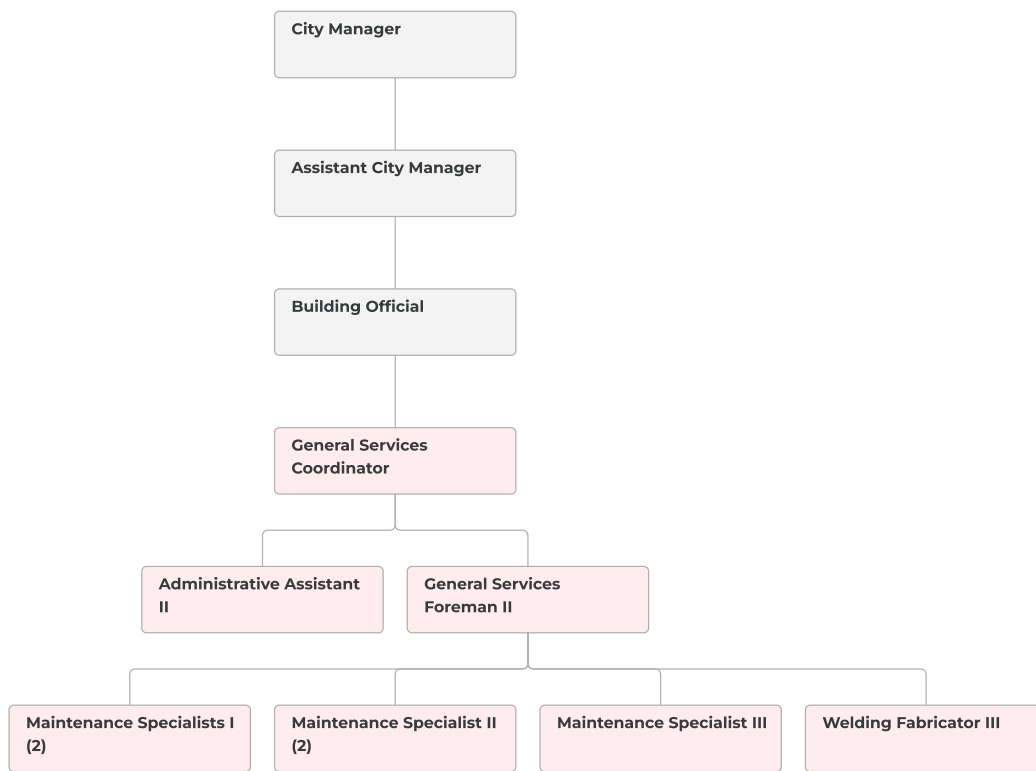 City Manager
Assistant City Manager
Building Official
General Services
Coordinator
Administrative Assistant
II
General Services
Foreman II
Maintenance Specialists I
(2)
Maintenance Specialist II
(2)
Maintenance Specialist III
Welding Fabricator III